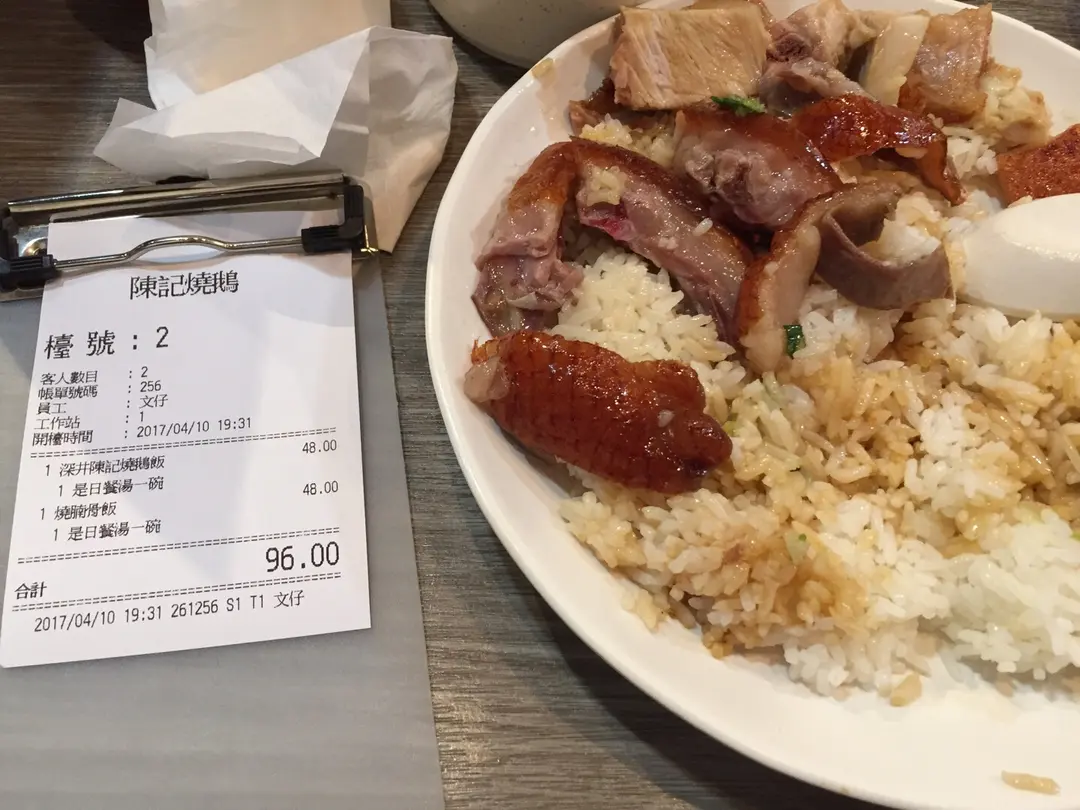 陳記燒鵝
檯號:2
客人數目 : 2
帳單號碼 : 256
員工 : 文仔
工作站 : 1
開檯時間 : 2017/04/10 19:31
1 深井陳記燒鵝飯 48.00
1 是日餐湯一碗
1 燒腩骨飯 48.00
1 是日餐湯一碗
合計 96.00
2017/04/10 19:31 261256 S1 T1 文仔